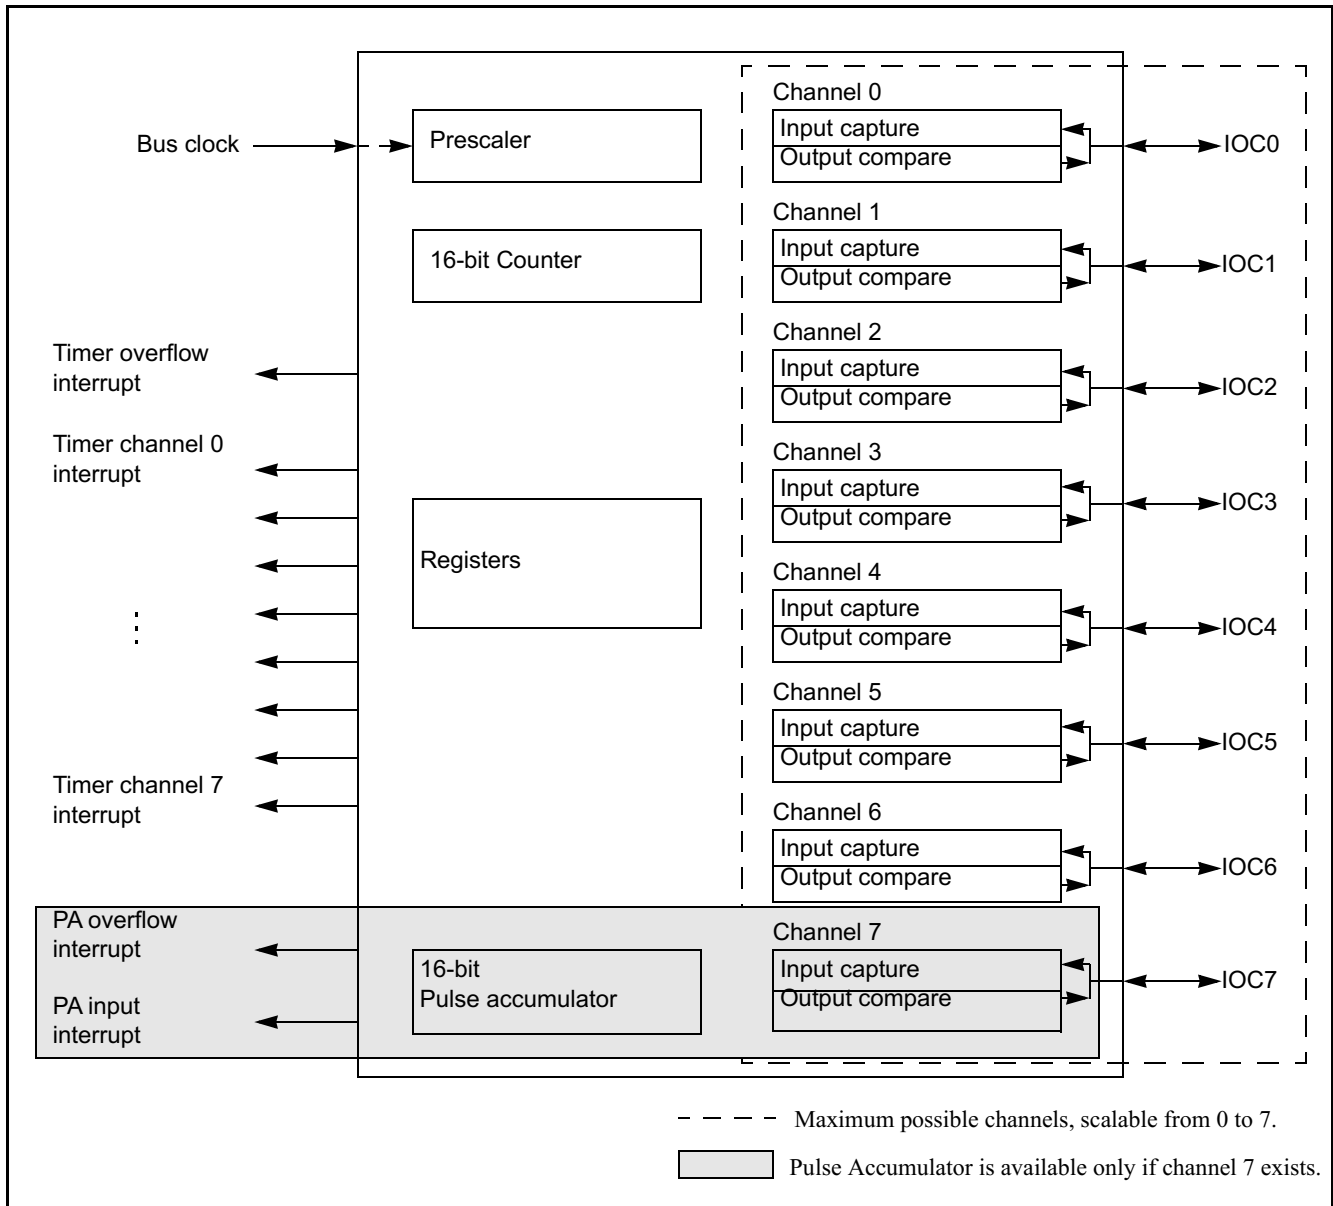 Bus clock
Prescaler
16-bit Counter
Timer overflow
interrupt
Timer channel 0
interrupt
Registers
Timer channel 7
interrupt
PA overflow
interrupt
PA input
interrupt
16-bit
Pulse accumulator
Channel 0
Input capture
Output compare
IOC0
Channel 1
Input capture
Output compare
IOC1
Channel 2
Input capture
Output compare
IOC2
Channel 3
Input capture
Output compare
IOC3
Channel 4
Input capture
Output compare
IOC4
Channel 5
Input capture
Output compare
IOC5
Channel 6
Input capture
Output compare
IOC6
Channel 7
Input capture
Output compare
IOC7
Maximum possible channels, scalable from 0 to 7.
Pulse Accumulator is available only if channel 7 exists.